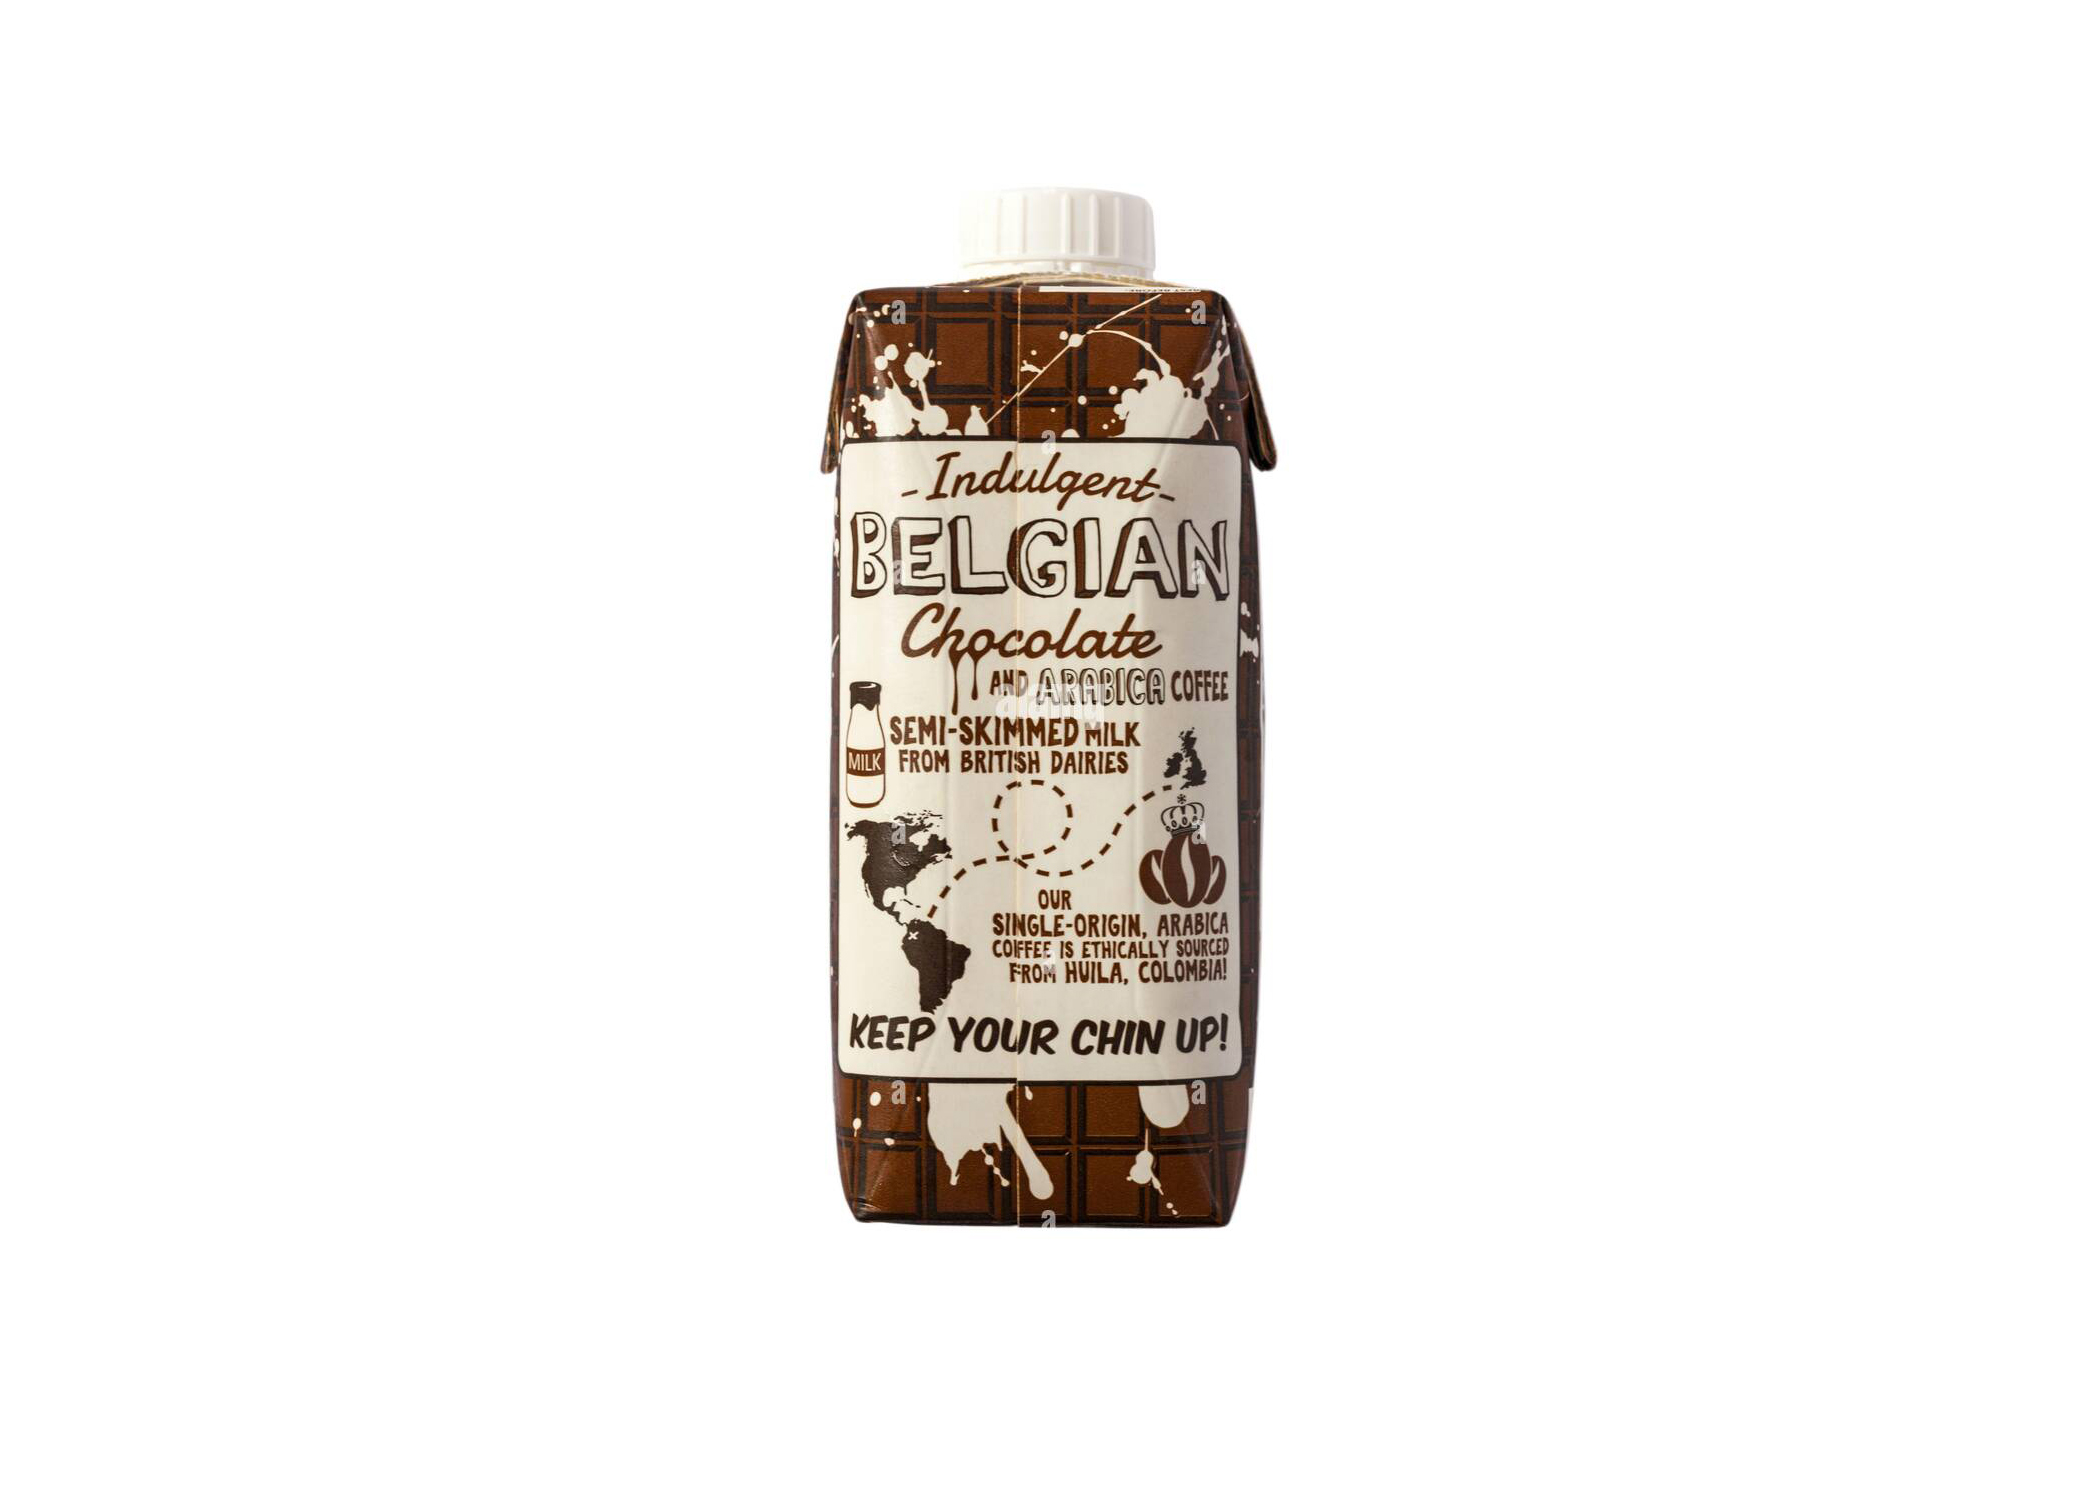 Indulgent
BELGIAN
Chocolate
AND ARABICA COFFEE
SEMI-SKIMMED MILK
FROM BRITISH DAIRIES
MILK
OUR
SINGLE-ORIGIN, ARABICA
COFFEE IS ETHICALLY SOURCED
FROM HUILA, COLOMBIA!
KEEP YOUR CHIN UP!
alamy